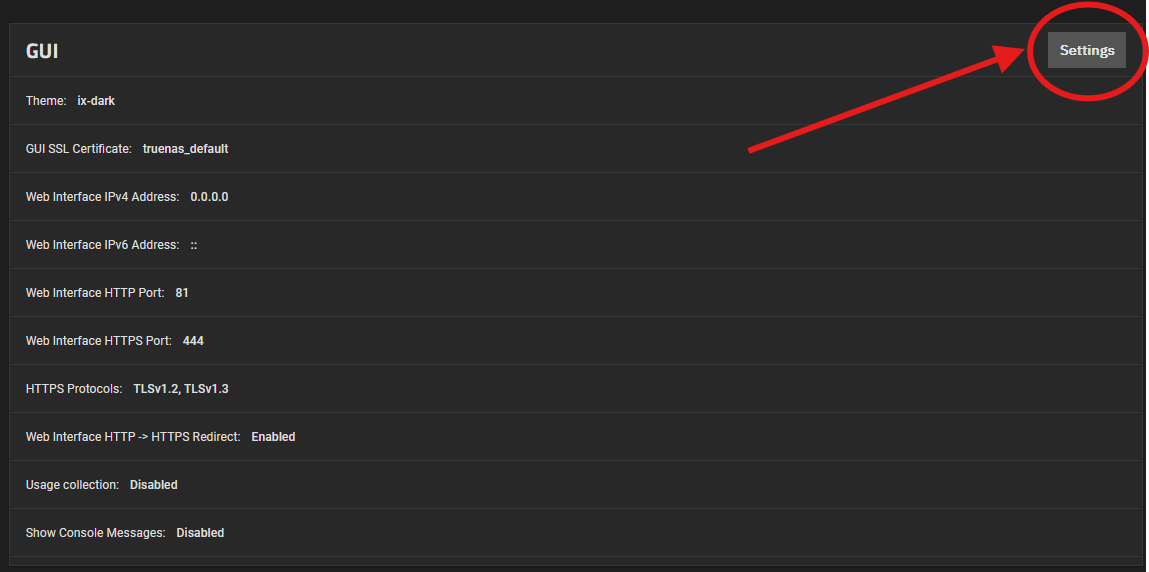 GUI
Settings
Theme: ix-dark
GUI SSL Certificate: truenas_default
Web Interface IPv4 Address: 0.0.0.0
Web Interface IPv6 Address: ::
Web Interface HTTP Port: 81
Web Interface HTTPS Port: 444
HTTPS Protocols: TLSv1.2, TLSv1.3
Web Interface HTTP -> HTTPS Redirect: Enabled
Usage collection: Disabled
Show Console Messages: Disabled